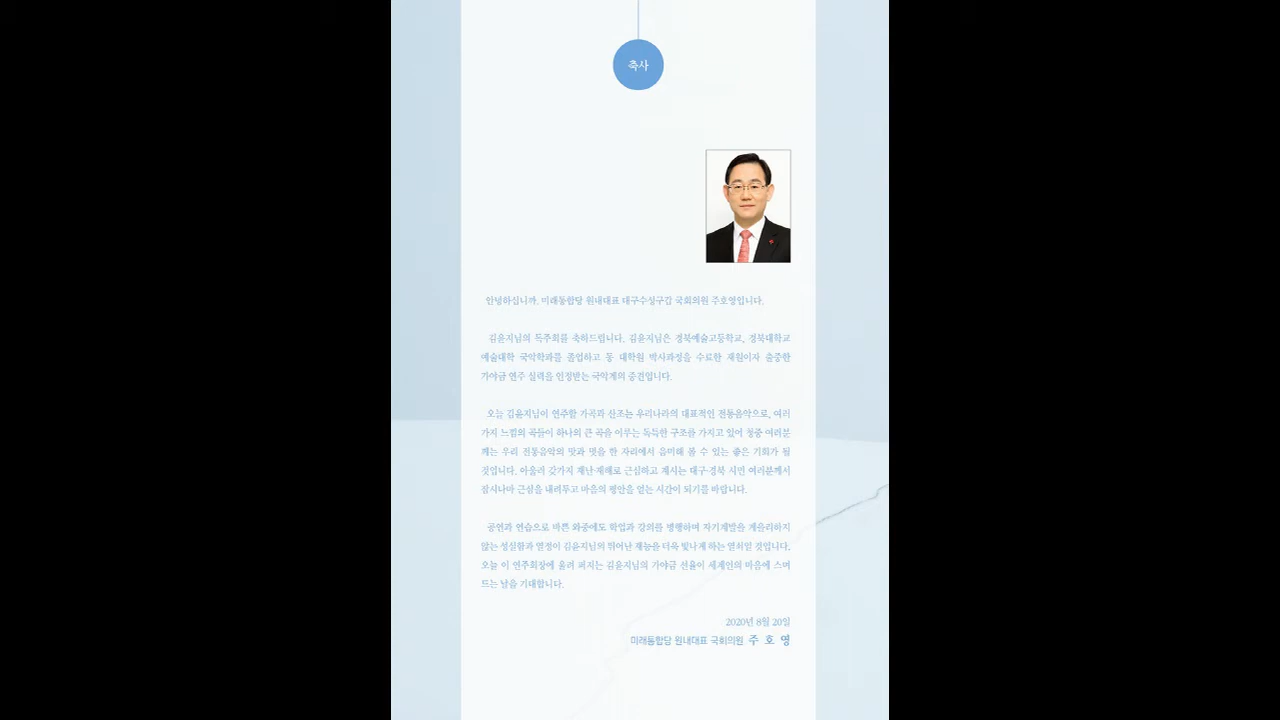 축사
안녕하십니까. 미래통합당 원내대표 대구수성구갑 국회의원 주호영입니다.
김윤지님의 독주회를 축하드립니다. 김윤지님은 경북예술고등학교, 경북대학교
예술대학 국악학과를 졸업하고 동 대학원 박사과정을 수료한 재원이자 출중한
가야금 연주 실력을 인정받는 국악계의 중견입니다.
오늘 김윤지님이 연주할 가곡과 산조는 우리나라의 대표적인 전통음악으로, 여러
가지 느낌의 곡들이 하나의 큰 곡을 이루는 독특한 구조를 가지고 있어 청중 여러분
께는 우리 전통음악의 맛과 멋을 한 자리에서 음미해 볼 수 있는 좋은 기회가 될
것입니다. 아울러 갖가지 재난·재해로 근심하고 계시는 대구·경북 시민 여러분께서
잠시나마 근심을 내려두고 마음의 평안을 얻는 시간이 되기를 바랍니다.
공연과 연습으로 바쁜 와중에도 학업과 강의를 병행하며 자기계발을 게을리하지
않는 성실함과 열정이 김윤지님의 뛰어난 재능을 더욱 빛나게 하는 열쇠일 것입니다.
오늘 이 연주회장에 울려 퍼지는 김윤지님의 가야금 선율이 세계인의 마음에 스며
드는 날을 기대합니다.
2020년 8월 20일
미래통합당 원내대표 국회의원 주 호 영